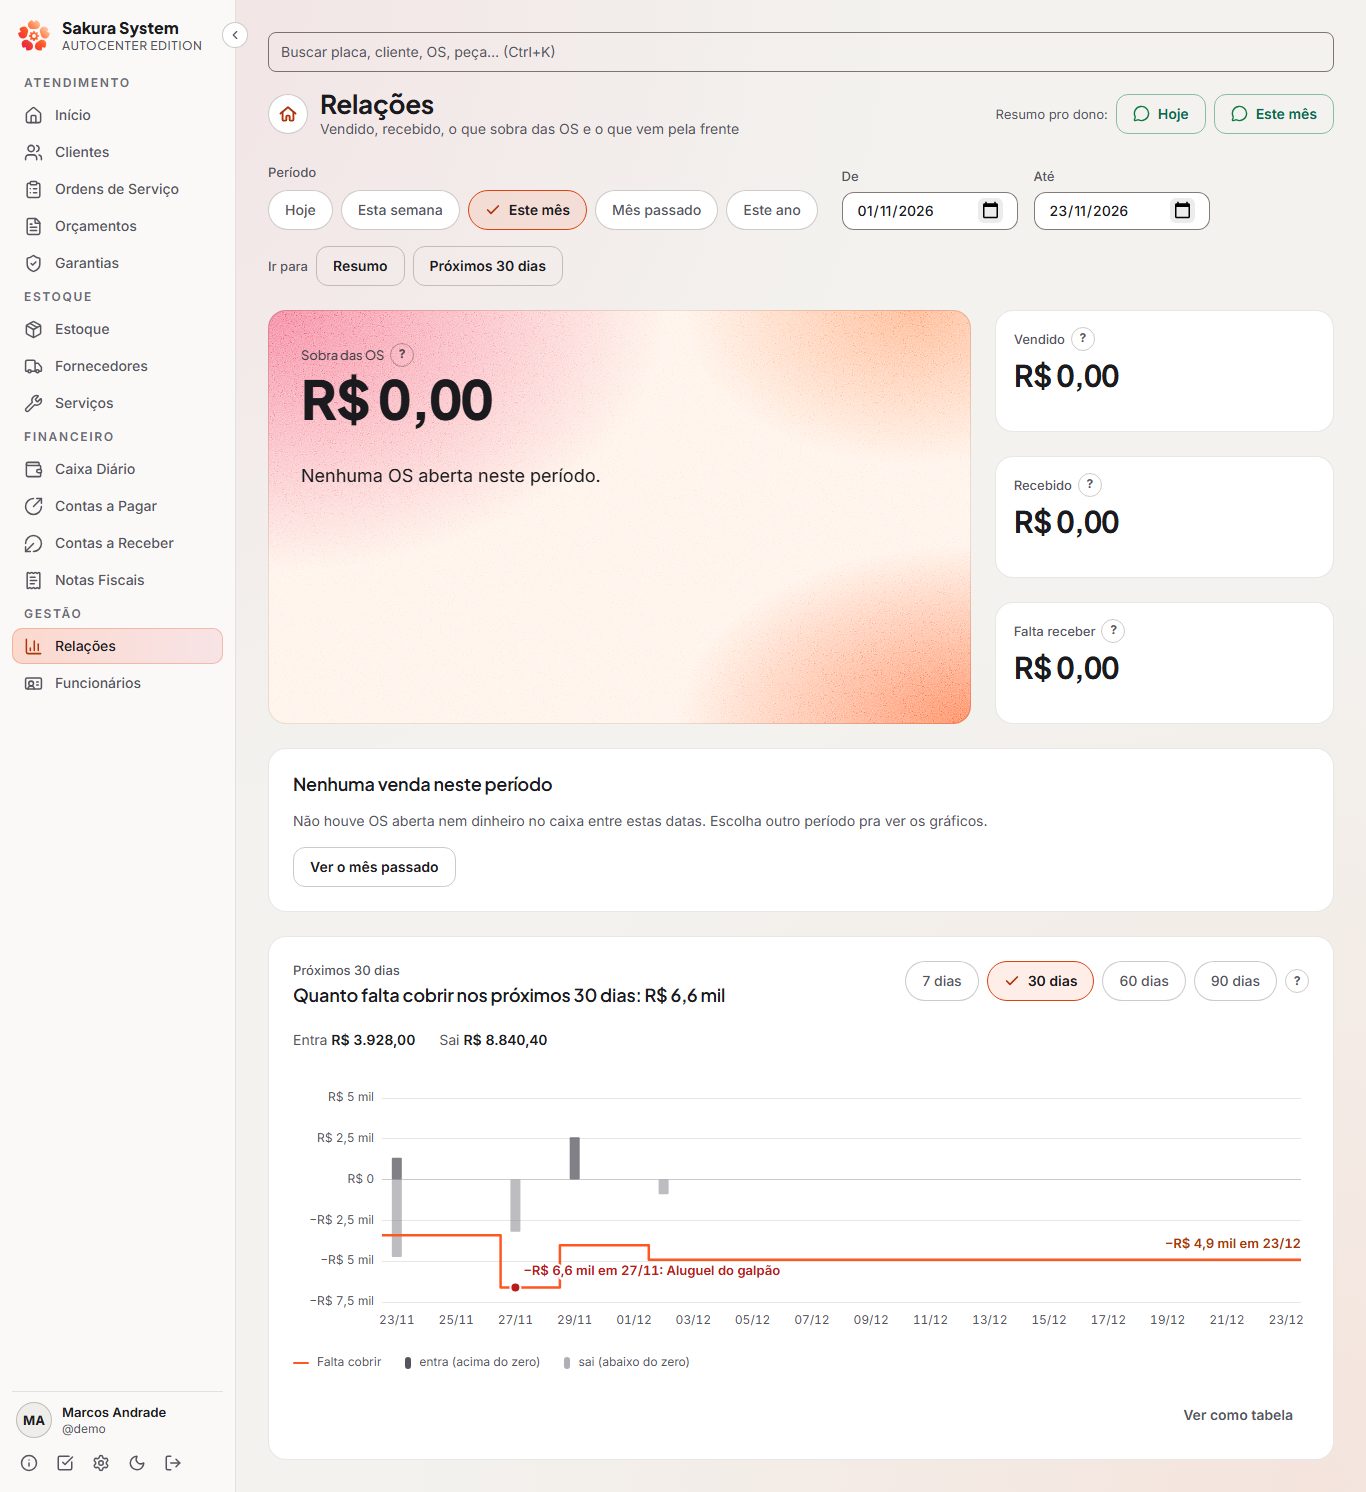 Sakura System
AUTOCENTER EDITION
ATENDIMENTO
Início
Clientes
Ordens de Serviço
Orçamentos
Garantias
ESTOQUE
Estoque
Fornecedores
Serviços
FINANCEIRO
Caixa Diário
Contas a Pagar
Contas a Receber
Notas Fiscais
GESTÃO
Relações
Funcionários
MA
Marcos Andrade
@demo
Buscar placa, cliente, OS, peça... (Ctrl+K)
Relações
Vendido, recebido, o que sobra das OS e o que vem pela frente
Resumo pro dono: Hoje Este mês
Período
Hoje Esta semana Este mês Mês passado Este ano
De
01/11/2026
Até
23/11/2026
Ir para Resumo Próximos 30 dias
Sobra das OS ?
R$ 0,00
Nenhuma OS aberta neste período.
Vendido ?
R$ 0,00
Recebido ?
R$ 0,00
Falta receber ?
R$ 0,00
Nenhuma venda neste período
Não houve OS aberta nem dinheiro no caixa entre estas datas. Escolha outro período pra ver os gráficos.
Ver o mês passado
Próximos 30 dias
Quanto falta cobrir nos próximos 30 dias: R$ 6,6 mil
7 dias 30 dias 60 dias 90 dias ?
Entra R$ 3.928,00 Sai R$ 8.840,40
R$ 5 mil
R$ 2,5 mil
R$ 0
−R$ 2,5 mil
−R$ 5 mil
−R$ 7,5 mil
−R$ 4,9 mil em 23/12
−R$ 6,6 mil em 27/11: Aluguel do galpão
23/11 25/11 27/11 29/11 01/12 03/12 05/12 07/12 09/12 11/12 13/12 15/12 17/12 19/12 21/12 23/12
Falta cobrir entra (acima do zero) sai (abaixo do zero)
Ver como tabela